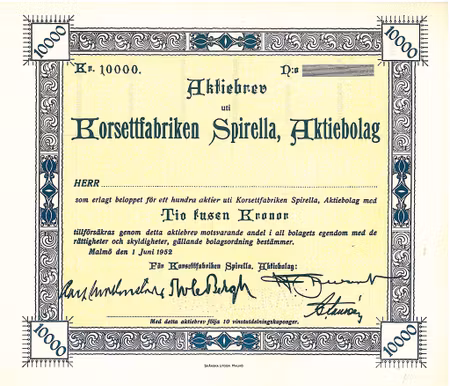 10000
10000
Kr. 10000.
N:o
Aktiebrev
uti
Korsettfabriken Spirella, Aktiebolag
HERR
som erlagt beloppet för ett hundra aktier uti Korsettfabriken Spirella, Aktiebolag med
Tio tusen Kronor
tillförsäkras genom detta aktiebrev motsvarande andel i all bolagets egendom med de
rättigheter och skyldigheter, gällande bolagsordning bestämmer.
Malmö den 1 Juni 1952
För Korsettfabriken Spirella, Aktiebolag:
Med detta aktiebrev följa 10 vinstutdelningskuponger.
10000
10000